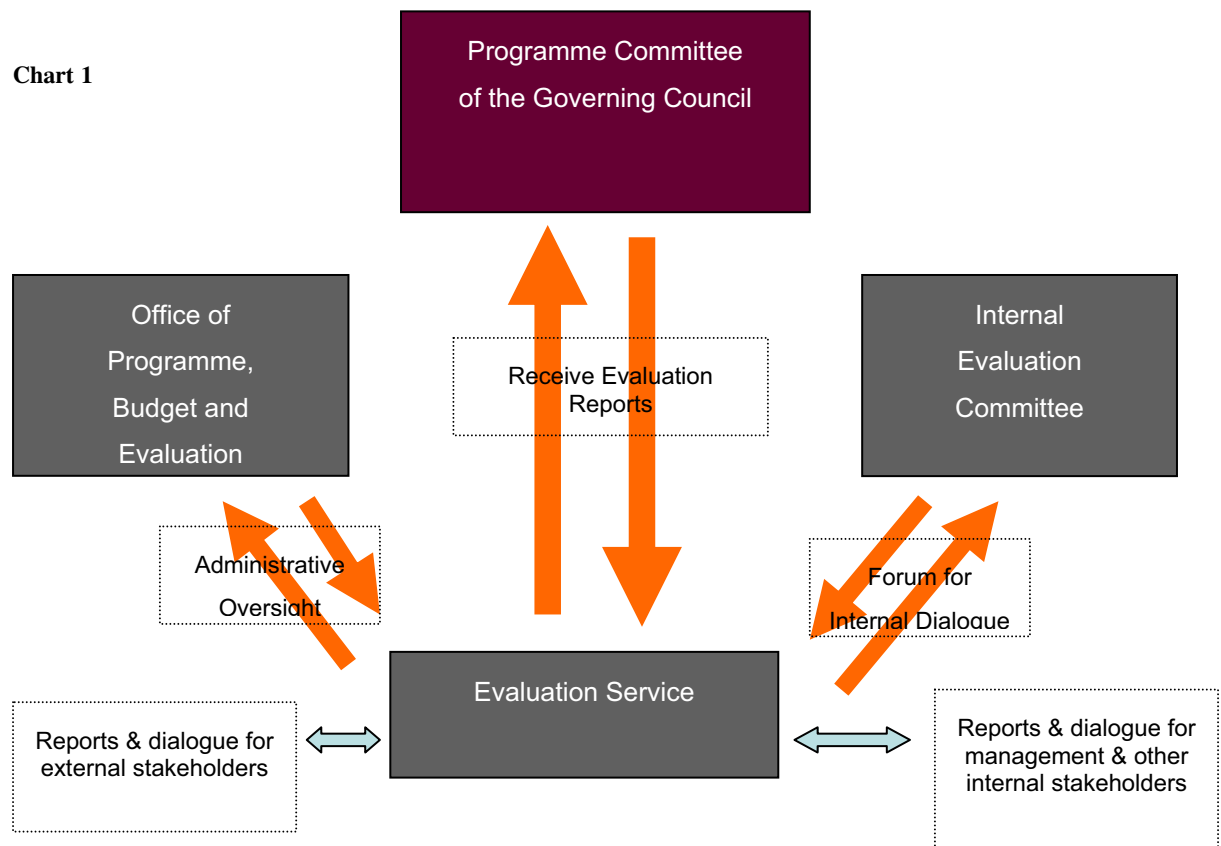 Chart 1
Programme Committee
of the Governing Council
Office of
Programme,
Budget and
Evaluation
Receive Evaluation
Reports
Internal
Evaluation
Committee
Administrative
Oversight
Forum for
Internal Dialogue
Evaluation Service
Reports & dialogue for
external stakeholders
Reports & dialogue for
management & other
internal stakeholders